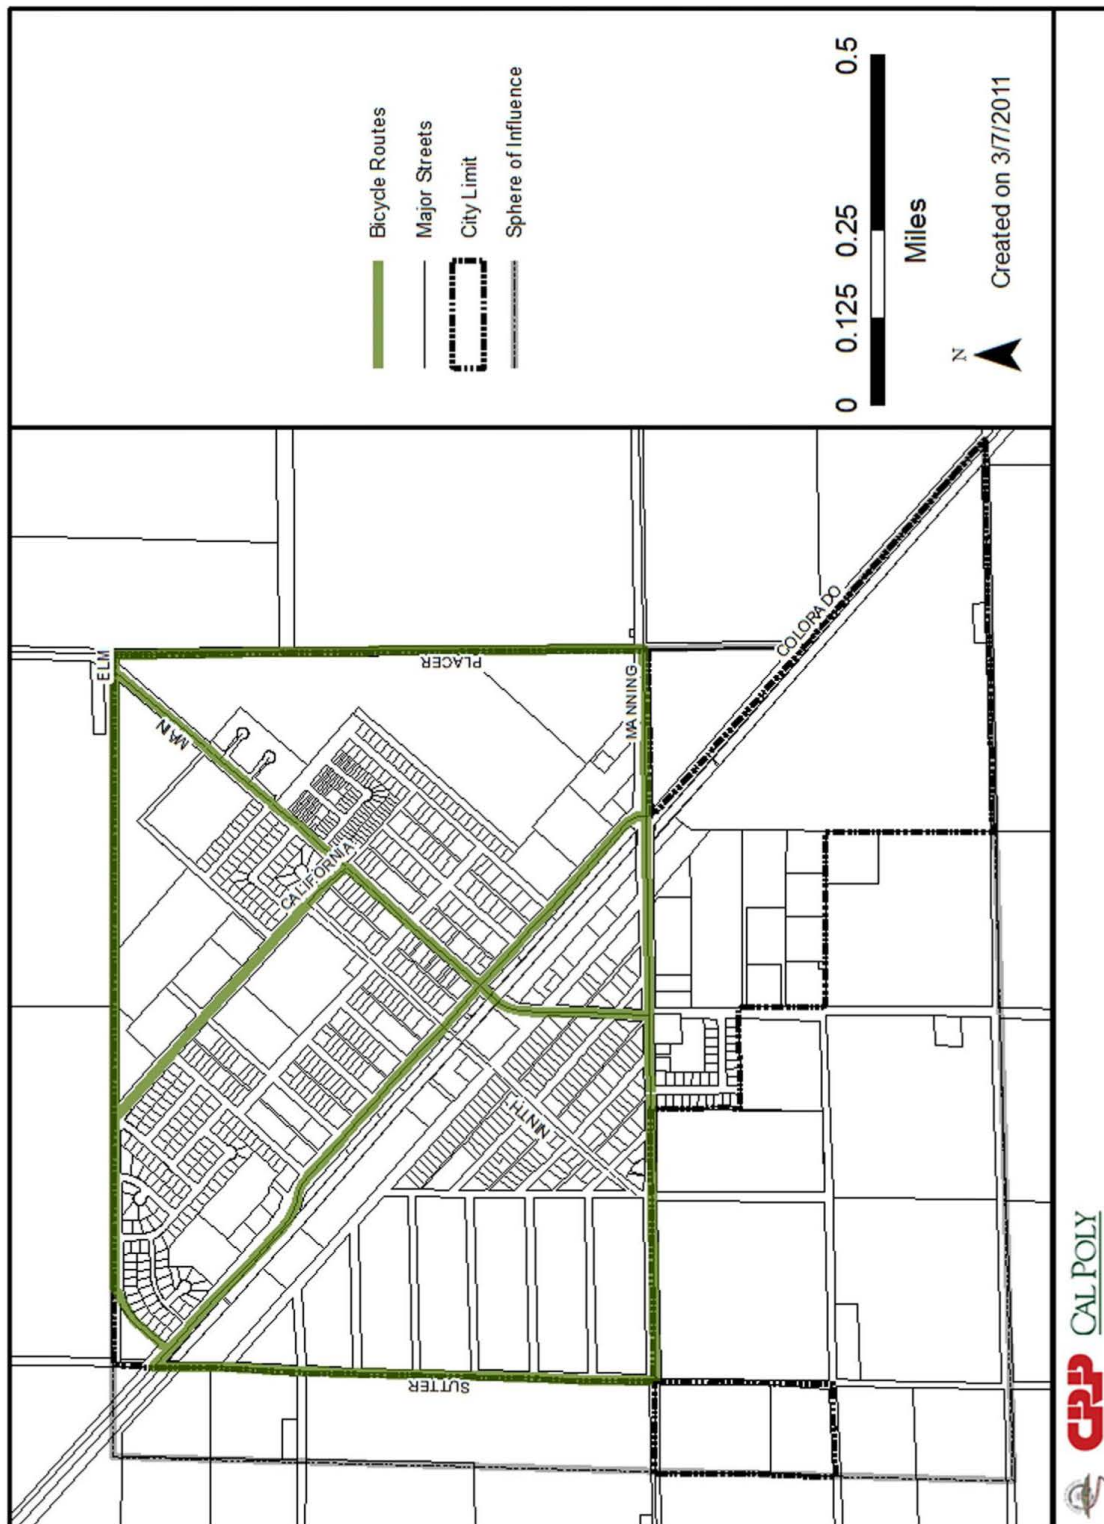 ELM
MAIN
PLACER
CALIFORNIA
MANNING
COLORADO
NINTH
SUTTER
Bicycle Routes
Major Streets
City Limit
Sphere of Influence
0 0.125 0.25 0.5
Miles
N
Created on 3/7/2011
CPP CAL POLY